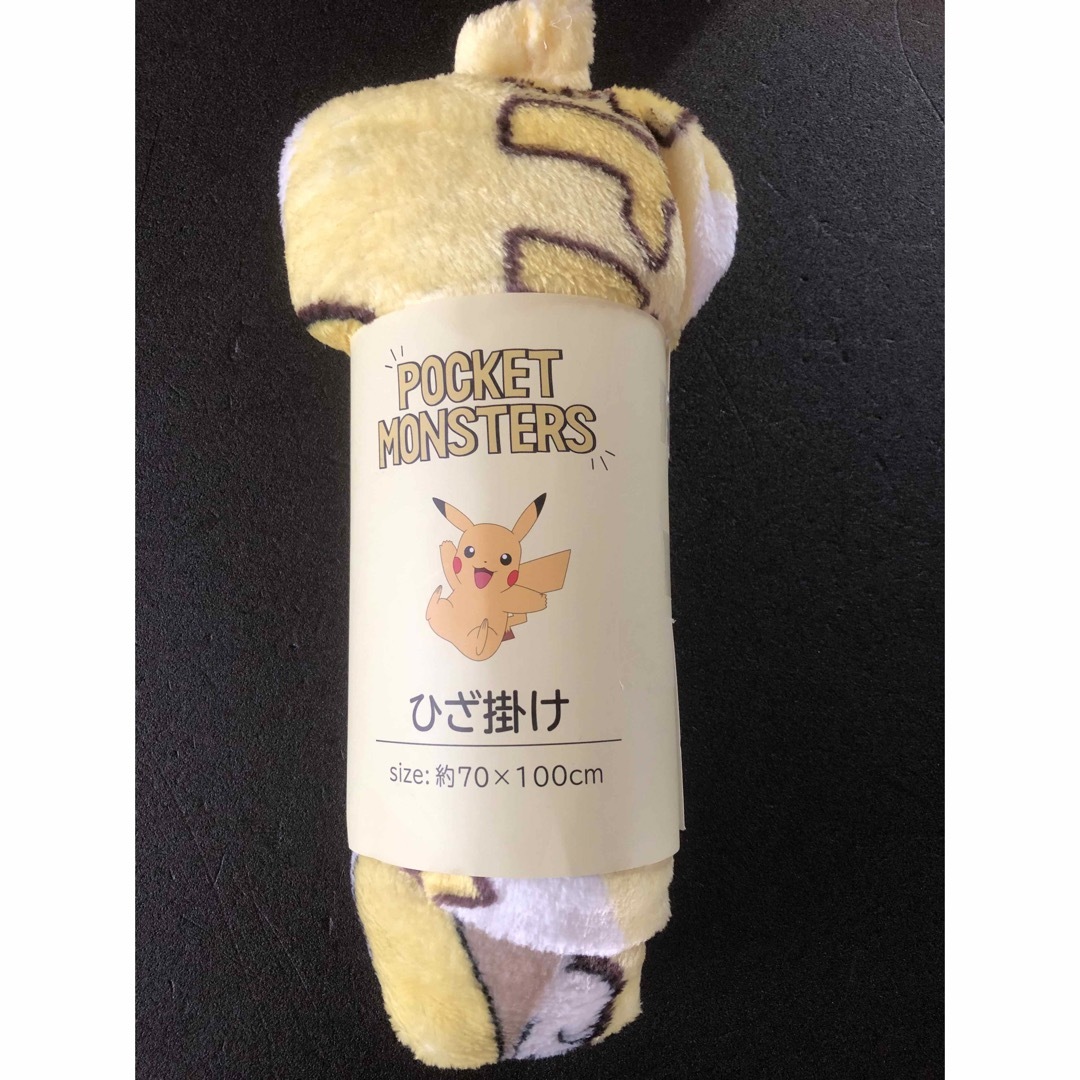 POCKET
MONSTERS
ひざ掛け
size: 約70×100cm